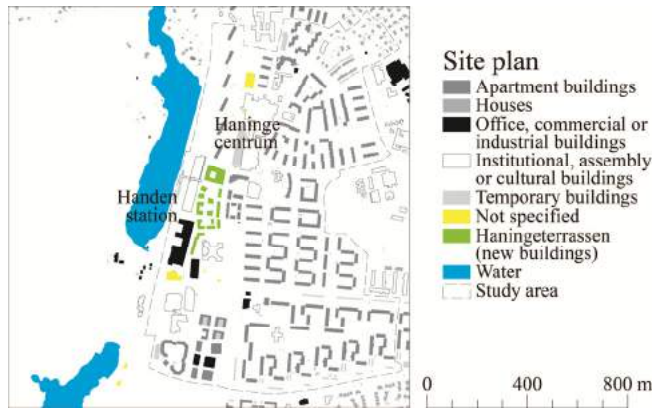 Haninge
centrum
Handen
station
Site plan
Apartment buildings
Houses
Office, commercial or
industrial buildings
Institutional, assembly
or cultural buildings
Temporary buildings
Not specified
Haningeterrassen
(new buildings)
Water
Study area
0 400 800 m